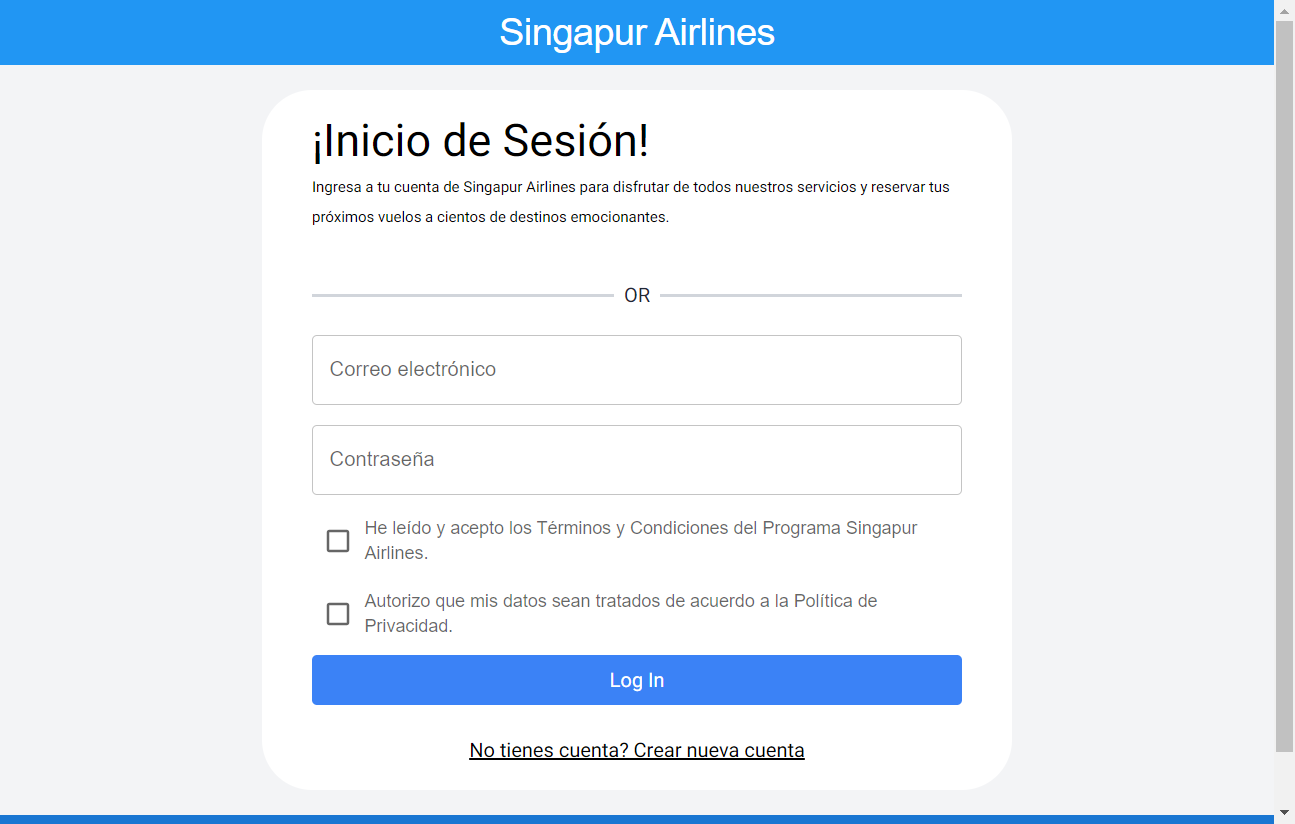 Singapur Airlines
¡Inicio de Sesión!
Ingresa a tu cuenta de Singapur Airlines para disfrutar de todos nuestros servicios y reservar tus
próximos vuelos a cientos de destinos emocionantes.
OR
Correo electrónico
Contraseña
He leído y acepto los Términos y Condiciones del Programa Singapur
Airlines.
Autorizo que mis datos sean tratados de acuerdo a la Política de
Privacidad.
Log In
No tienes cuenta? Crear nueva cuenta